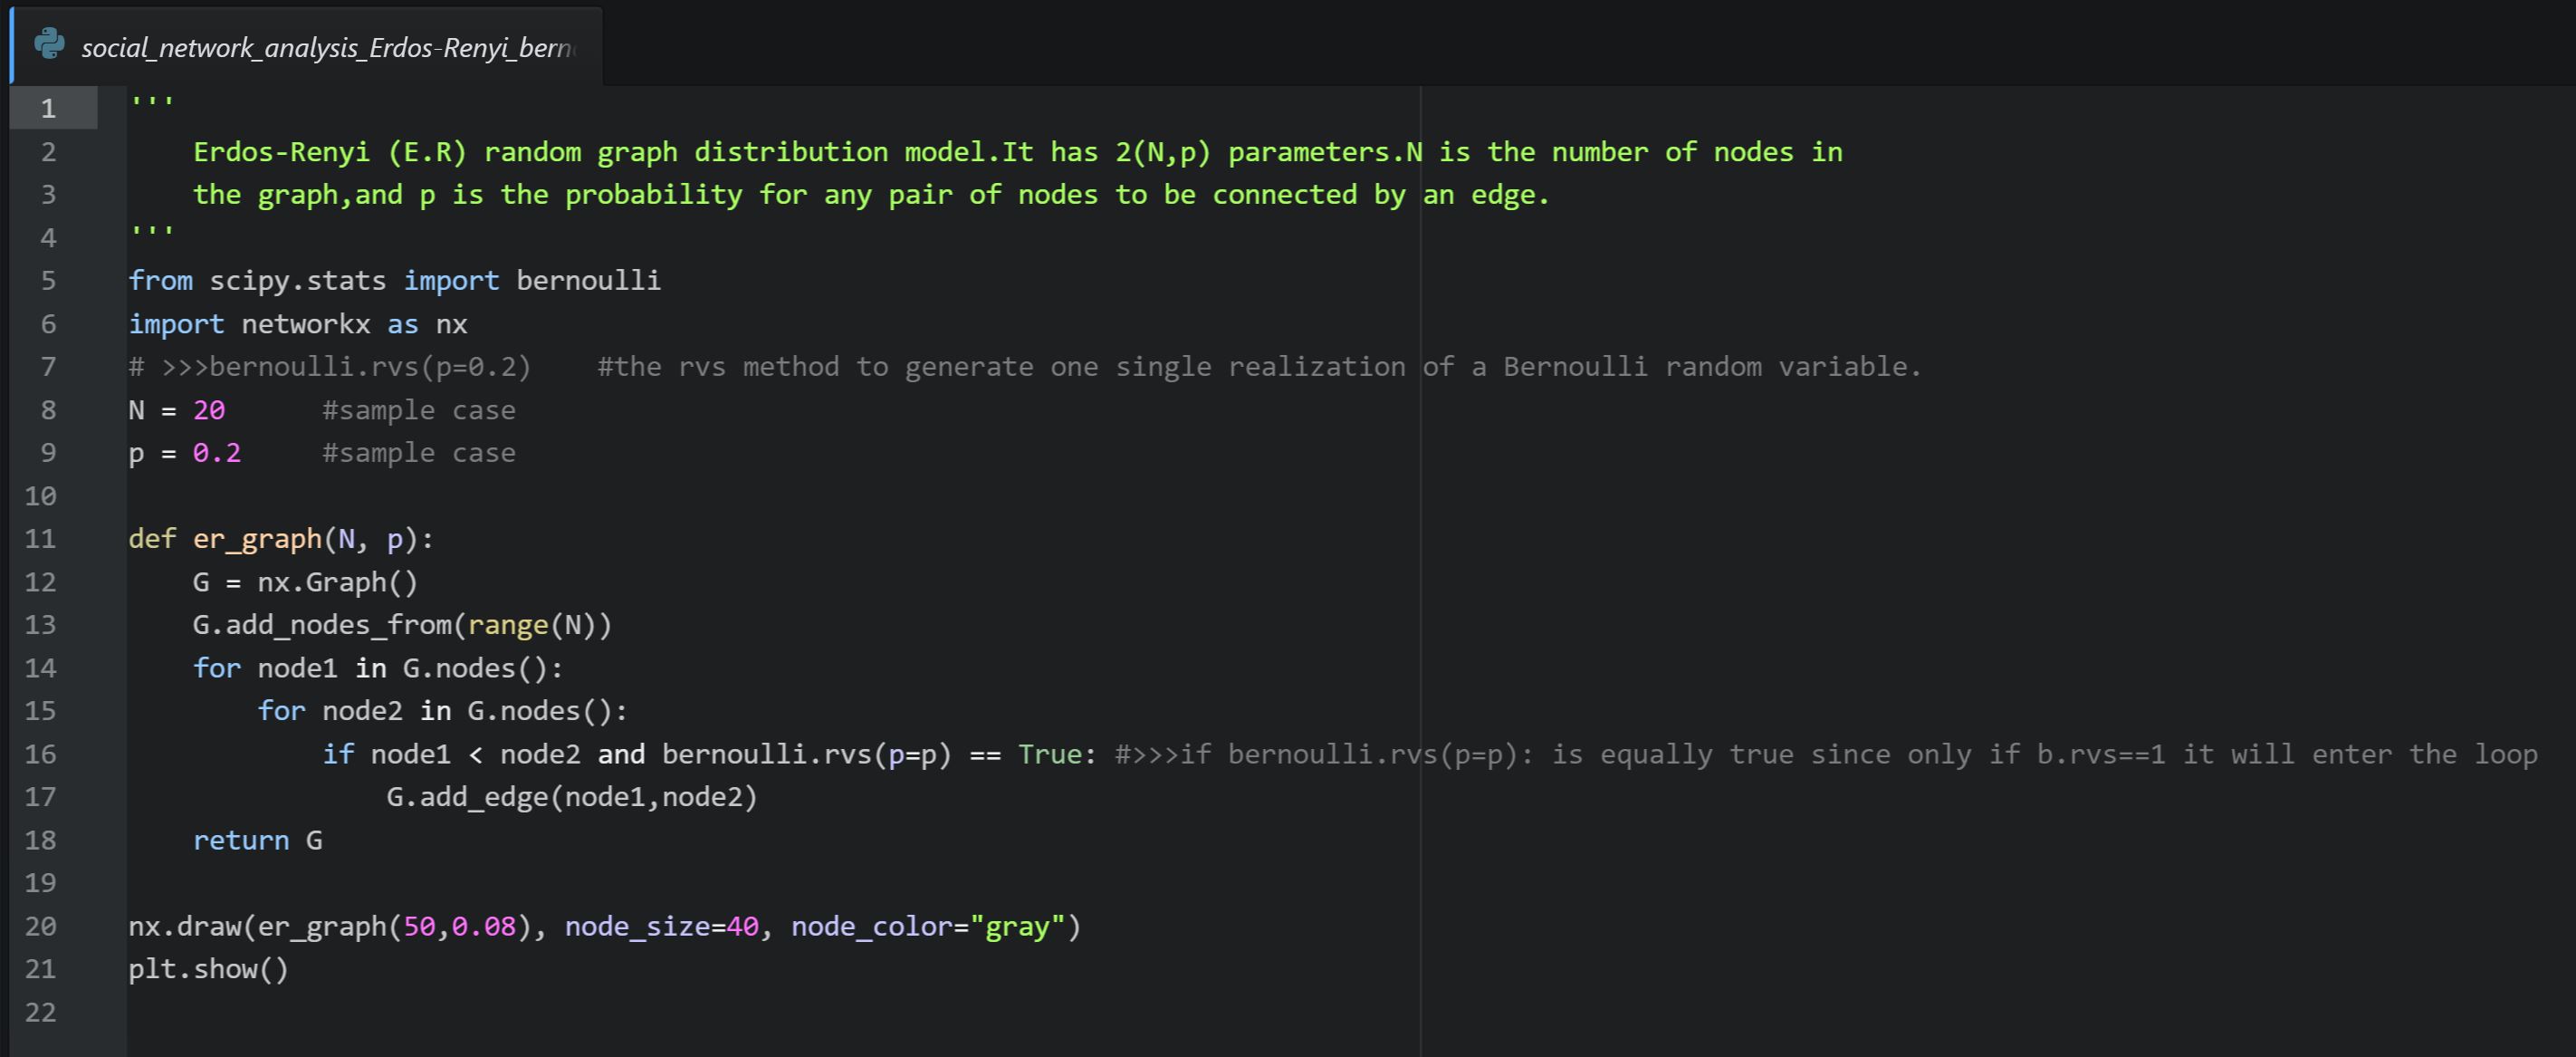 social_network_analysis_Erdos-Renyi_bern
1 '''
2     Erdos-Renyi (E.R) random graph distribution model.It has 2(N,p) parameters.N is the number of nodes in
3     the graph,and p is the probability for any pair of nodes to be connected by an edge.
4 '''
5 from scipy.stats import bernoulli
6 import networkx as nx
7 # >>>bernoulli.rvs(p=0.2)    #the rvs method to generate one single realization of a Bernoulli random variable.
8 N = 20      #sample case
9 p = 0.2     #sample case
10
11 def er_graph(N, p):
12     G = nx.Graph()
13     G.add_nodes_from(range(N))
14     for node1 in G.nodes():
15         for node2 in G.nodes():
16             if node1 < node2 and bernoulli.rvs(p=p) == True: #>>>if bernoulli.rvs(p=p): is equally true since only if b.rvs==1 it will enter the loop
17                 G.add_edge(node1,node2)
18     return G
19
20 nx.draw(er_graph(50,0.08), node_size=40, node_color="gray")
21 plt.show()
22